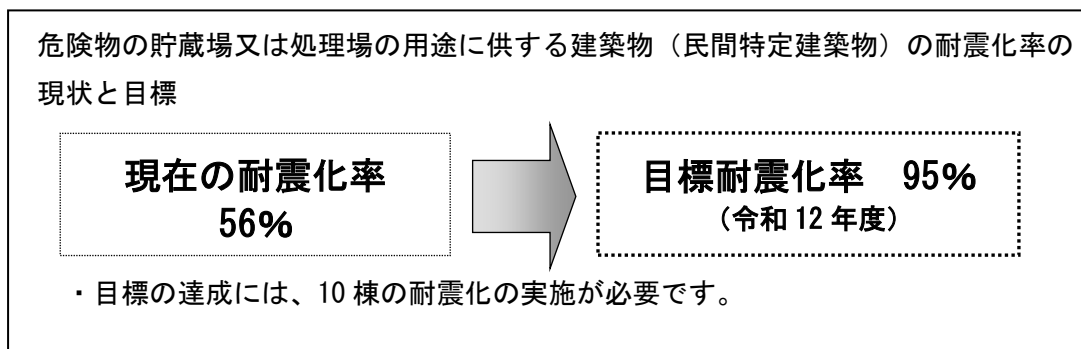 危険物の貯蔵場又は処理場の用途に供する建築物（民間特定建築物）の耐震化率の
現状と目標
現在の耐震化率
56%
目標耐震化率　95%
（令和 12 年度）
・目標の達成には、10 棟の耐震化の実施が必要です。